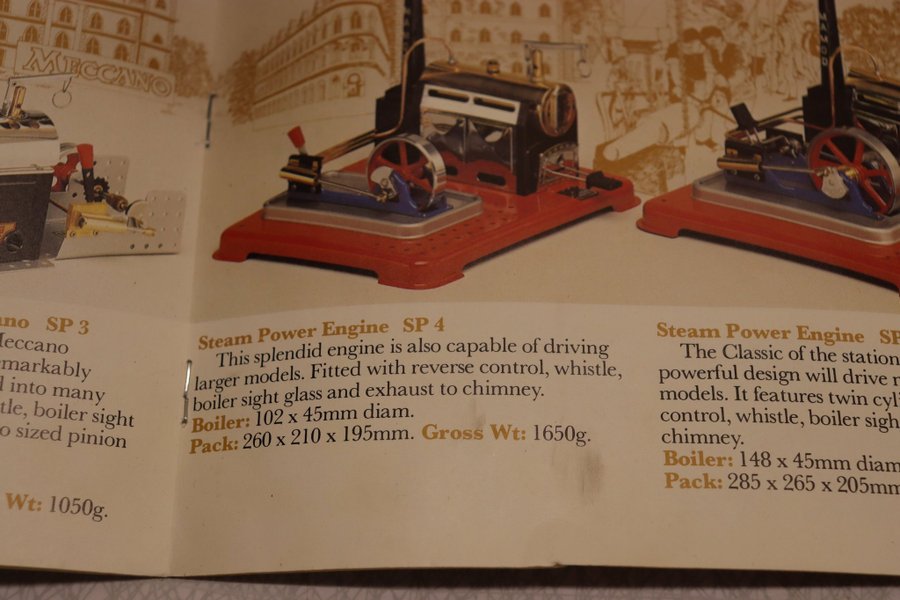 MECCANO
MAMOD
MAMOD
ano SP 3
Meccano
markably
d into many
tle, boiler sight
o sized pinion
Wt: 1050g.
Steam Power Engine SP 4
This splendid engine is also capable of driving
larger models. Fitted with reverse control, whistle,
boiler sight glass and exhaust to chimney.
Boiler: 102 x 45mm diam.
Pack: 260 x 210 x 195mm. Gross Wt: 1650g.
Steam Power Engine SP
The Classic of the station
powerful design will drive
models. It features twin cyl
control, whistle, boiler sigh
chimney.
Boiler: 148 x 45mm diam
Pack: 285 x 265 x 205mm